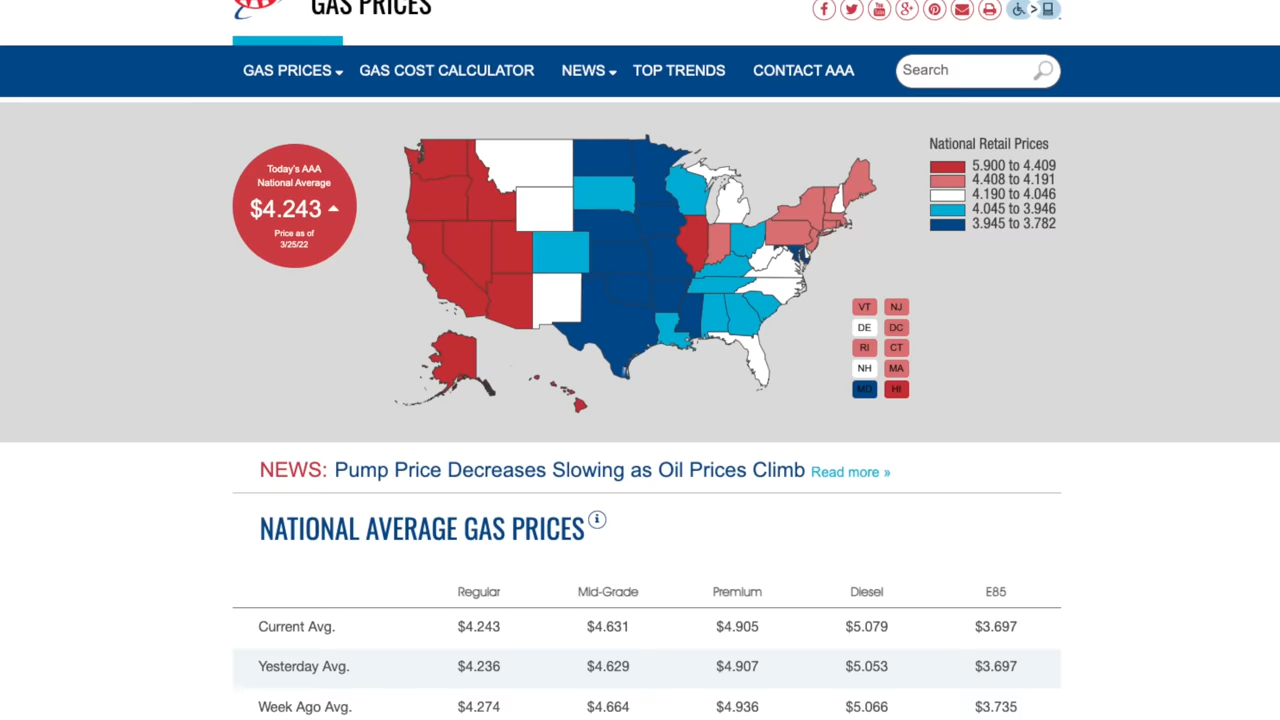 GAS PRICES
GAS PRICES GAS COST CALCULATOR NEWS TOP TRENDS CONTACT AAA Search
Today's AAA
National Average
$4.243
Price as of
3/25/22
National Retail Prices
5.900 to 4.409
4.408 to 4.191
4.190 to 4.046
4.045 to 3.946
3.945 to 3.782
VT NJ
DE DC
RI CT
NH MA
MD HI
NEWS: Pump Price Decreases Slowing as Oil Prices Climb Read more »
NATIONAL AVERAGE GAS PRICES
Regular Mid-Grade Premium Diesel E85
Current Avg. $4.243 $4.631 $4.905 $5.079 $3.697
Yesterday Avg. $4.236 $4.629 $4.907 $5.053 $3.697
Week Ago Avg. $4.274 $4.664 $4.936 $5.066 $3.735